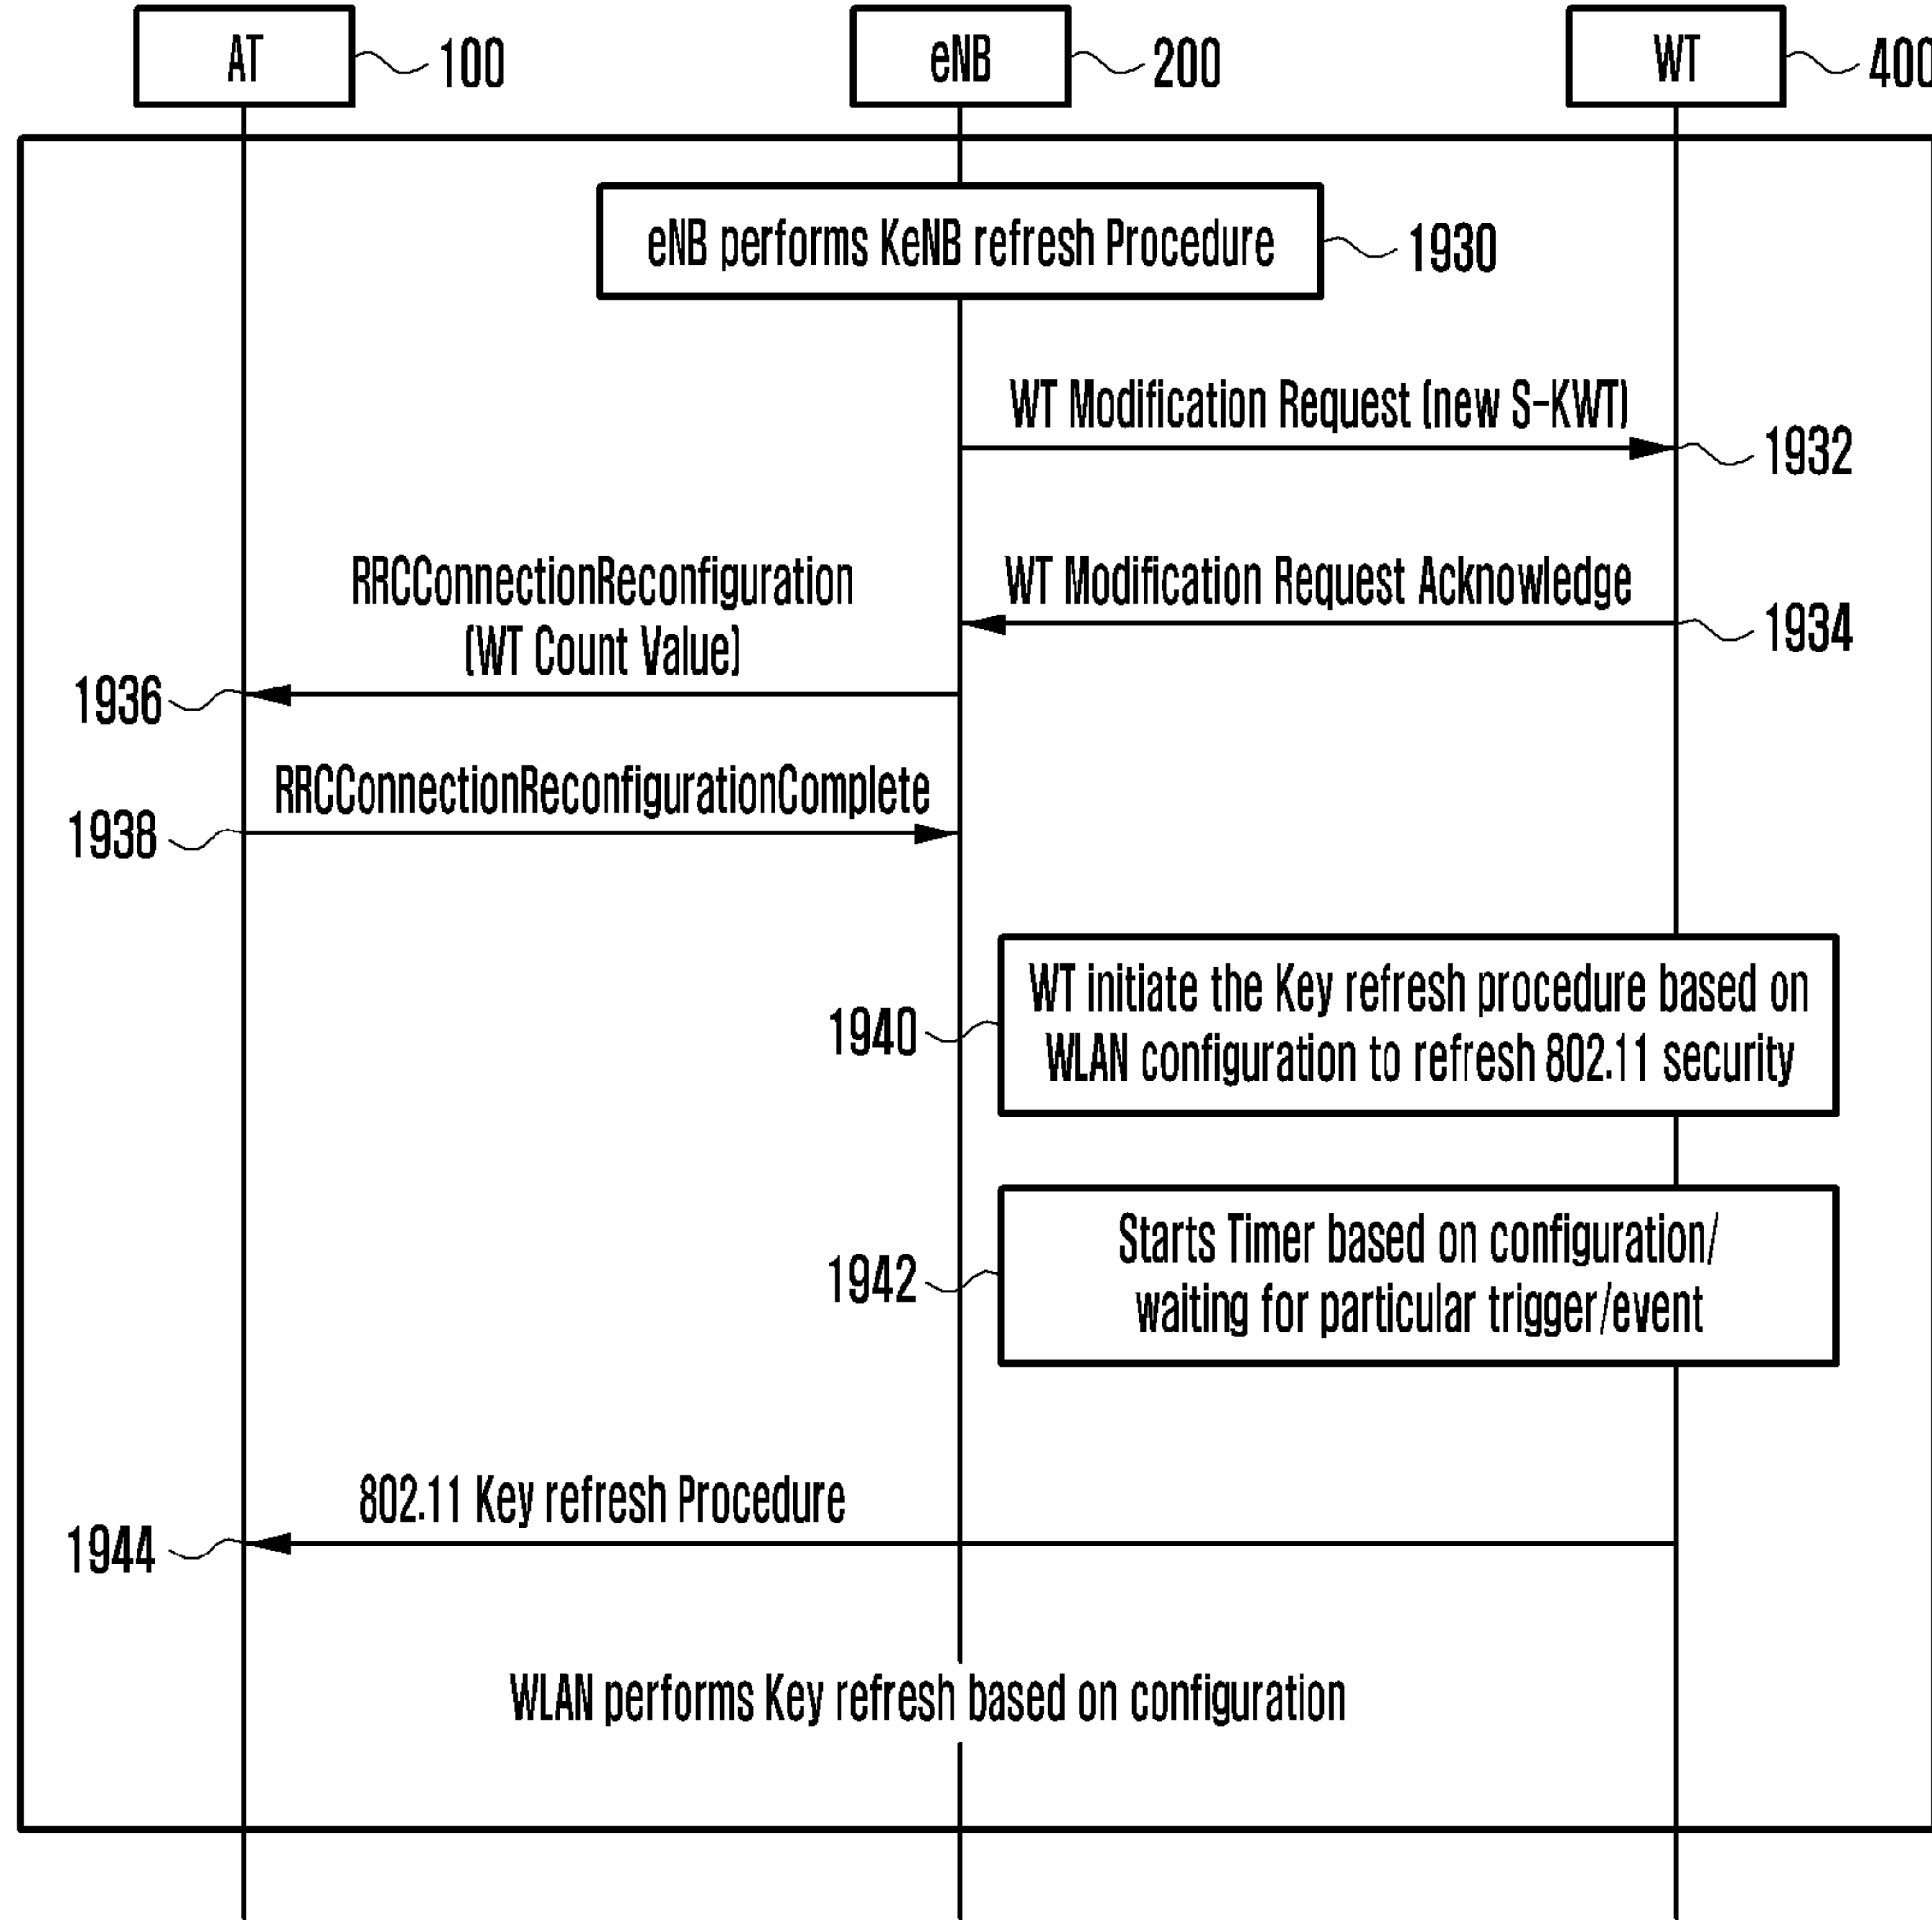 AT
100
eNB
200
WT
400
eNB performs KeNB refresh Procedure
1930
WT Modification Request (new S-KWT)
1932
RRCConnectionReconfiguration
(WT Count Value)
1936
WT Modification Request Acknowledge
1934
RRCConnectionReconfigurationComplete
1938
WT initiate the Key refresh procedure based on
WLAN configuration to refresh 802.11 security
1940
Starts Timer based on configuration/
waiting for particular trigger/event
1942
802.11 Key refresh Procedure
1944
WLAN performs Key refresh based on configuration